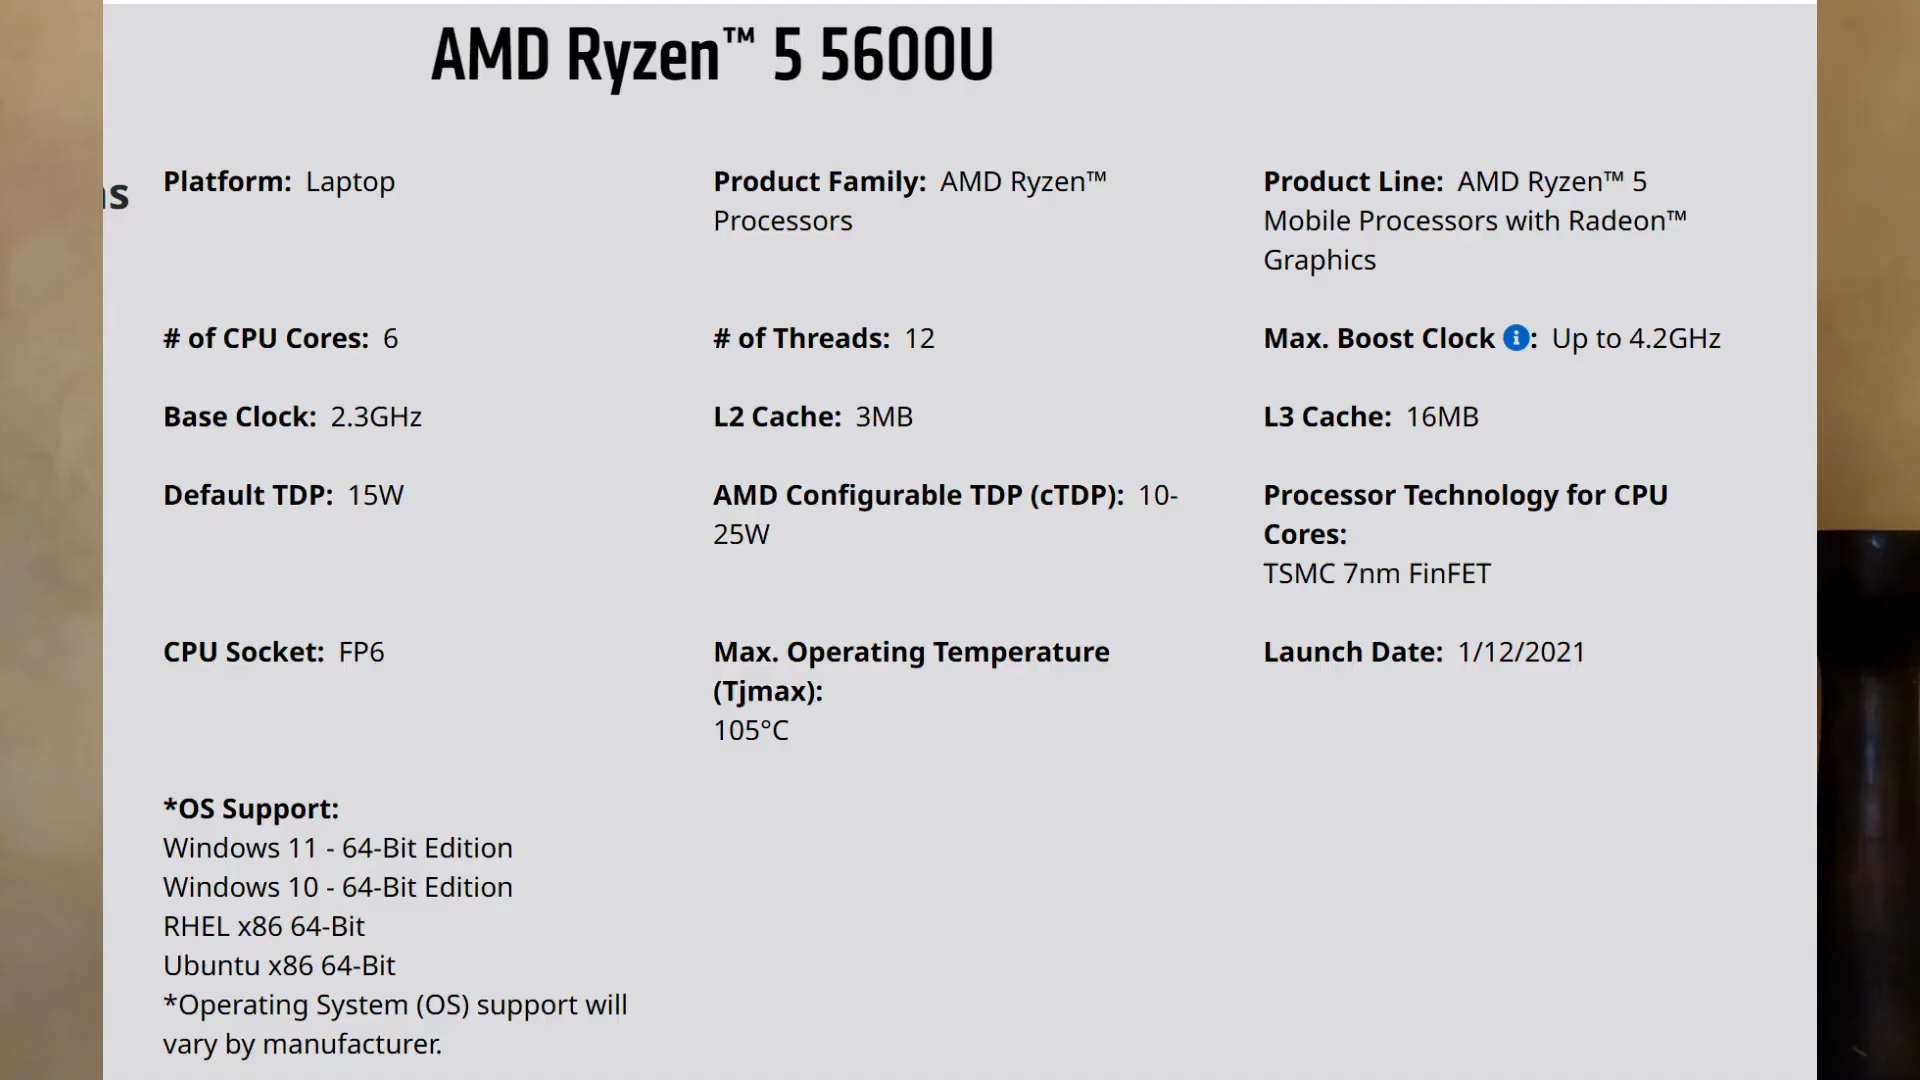 AMD Ryzen™ 5 5600U
Platform: Laptop
Product Family: AMD Ryzen™
Processors
Product Line: AMD Ryzen™ 5
Mobile Processors with Radeon™
Graphics
# of CPU Cores: 6
# of Threads: 12
Max. Boost Clock : Up to 4.2GHz
Base Clock: 2.3GHz
L2 Cache: 3MB
L3 Cache: 16MB
Default TDP: 15W
AMD Configurable TDP (cTDP): 10-
25W
Processor Technology for CPU
Cores:
TSMC 7nm FinFET
CPU Socket: FP6
Max. Operating Temperature
(Tjmax):
105°C
Launch Date: 1/12/2021
*OS Support:
Windows 11 - 64-Bit Edition
Windows 10 - 64-Bit Edition
RHEL x86 64-Bit
Ubuntu x86 64-Bit
*Operating System (OS) support will
vary by manufacturer.